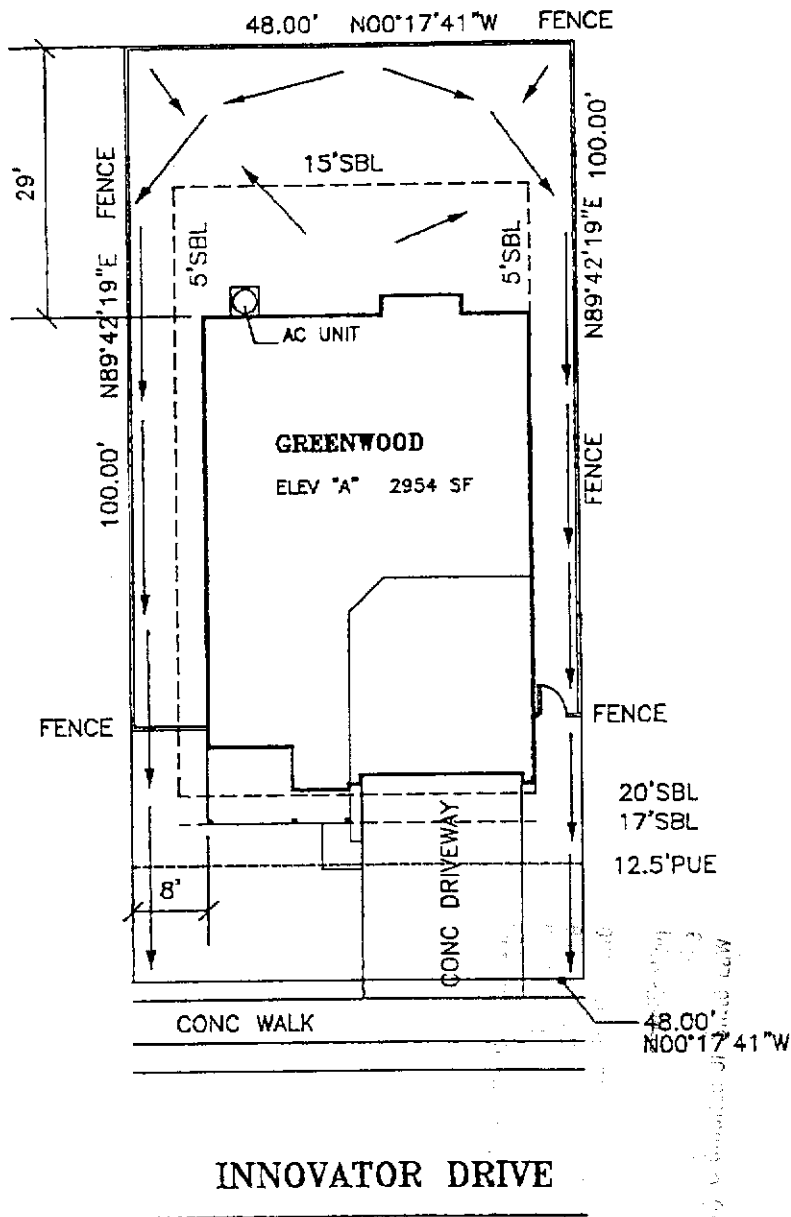 48.00' N00°17'41"W FENCE
29'
FENCE
N89°42'19"E
100.00'
15'SBL
5'SBL
5'SBL
100.00'
N89°42'19"E
FENCE
AC UNIT
GREENWOOD
ELEV "A" 2954 SF
FENCE
FENCE
20'SBL
17'SBL
12.5'PUE
8'
CONC DRIVEWAY
CONC WALK
48.00'
N00°17'41"W
INNOVATOR DRIVE